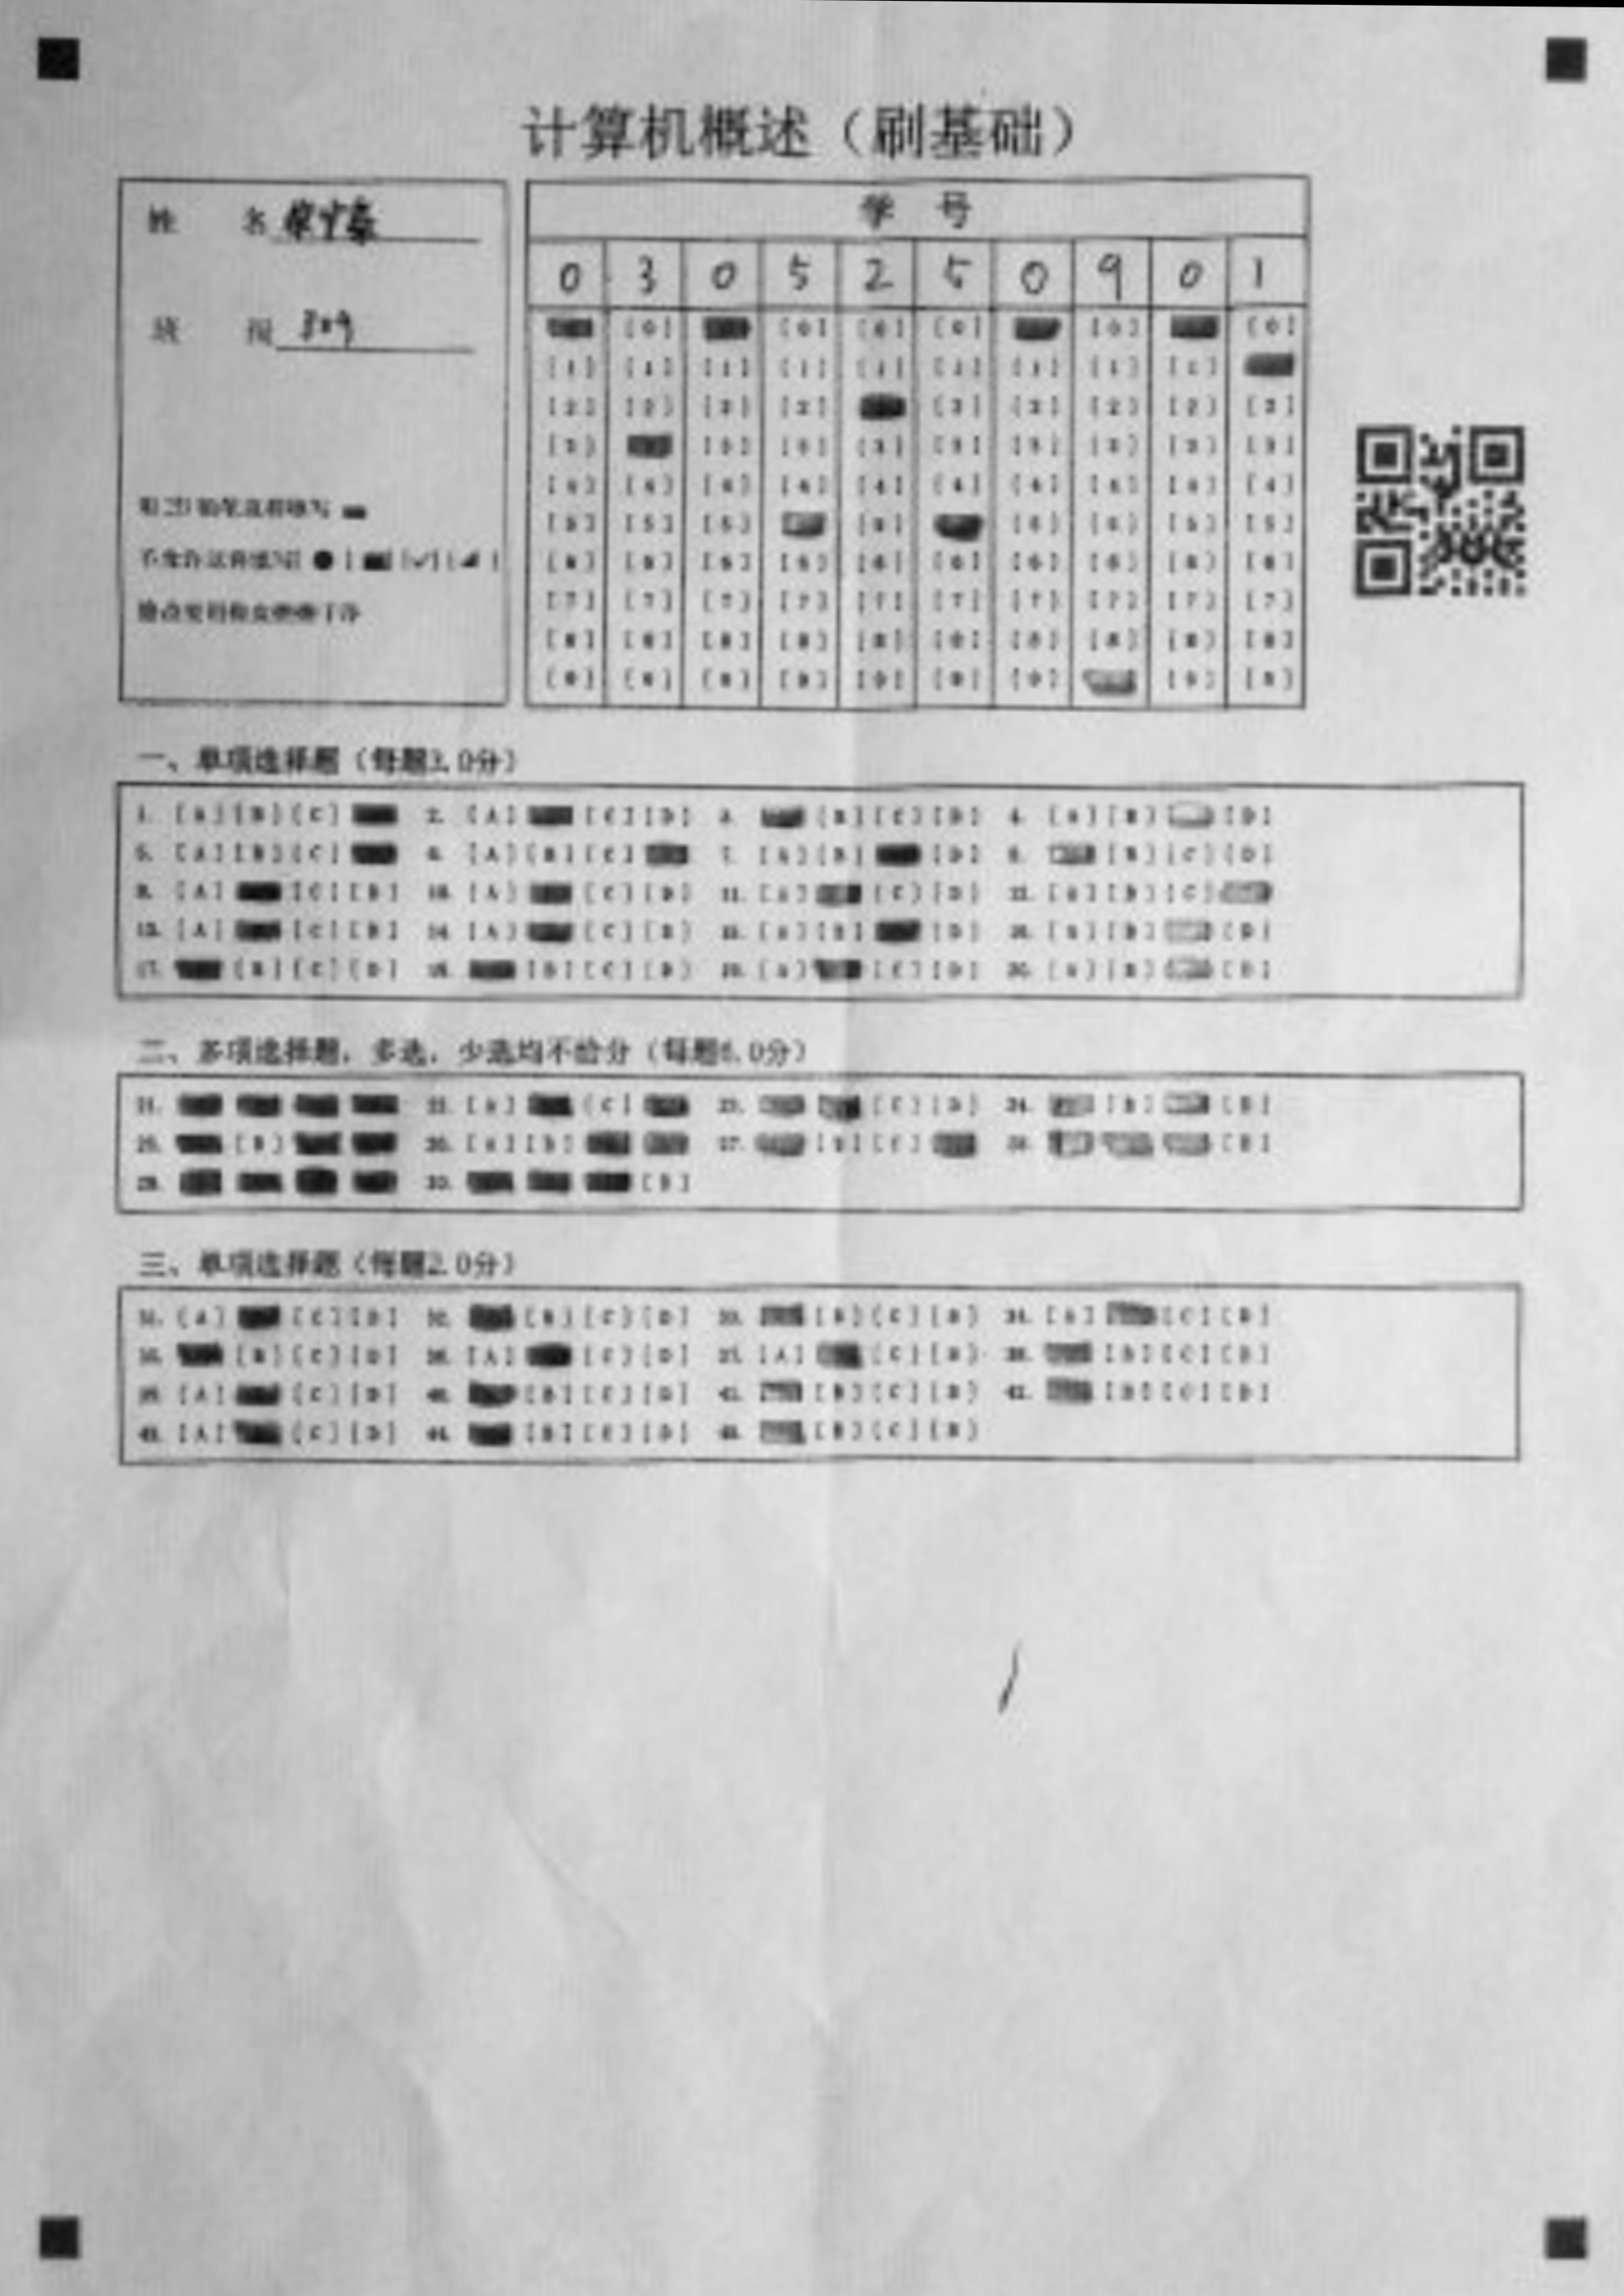 计算机概述（刷基础）
姓 名
班 级 309
学 号
0 3 0 5 2 5 0 9 0 1
[0] [0] [0] [0] [0] [0]
[1] [1] [1] [1] [1] [1] [1] [1] [1]
[2] [2] [2] [2] [2] [2] [2] [2] [2]
[3] [3] [3] [3] [3] [3] [3] [3] [3]
[4] [4] [4] [4] [4] [4] [4] [4] [4] [4]
[5] [5] [5] [5] [5] [5] [5] [5]
[6] [6] [6] [6] [6] [6] [6] [6] [6] [6]
[7] [7] [7] [7] [7] [7] [7] [7] [7] [7]
[8] [8] [8] [8] [8] [8] [8] [8] [8] [8]
[9] [9] [9] [9] [9] [9] [9] [9] [9]
一、单项选择题（每题3.0分）
1. [A] [B] [C] 2. [A] [C] [D] 3. [B] [C] [D] 4. [A] [B] [D]
5. [A] [B] [C] 6. [A] [B] [C] 7. [A] [B] [D] 8. [B] [C] [D]
9. [A] [C] [D] 10. [A] [C] [D] 11. [A] [C] [D] 12. [A] [B] [C]
13. [A] [C] [D] 14. [A] [C] [D] 15. [A] [B] [D] 16. [A] [B] [D]
17. [B] [C] [D] 18. [B] [C] [D] 19. [A] [C] [D] 20. [A] [B] [D]
二、多项选择题，多选，少选均不给分（每题6.0分）
21. 22. [A] [C] 23. [C] [D] 24. [B] [D]
25. [B] 26. [A] [B] 27. [B] [C] 28. [D]
29. 30. [D]
三、单项选择题（每题2.0分）
31. [A] [C] [D] 32. [B] [C] [D] 33. [B] [C] [D] 34. [A] [C] [D]
35. [B] [C] [D] 36. [A] [C] [D] 37. [A] [C] [D] 38. [B] [C] [D]
39. [A] [C] [D] 40. [B] [C] [D] 41. [B] [C] [D] 42. [B] [C] [D]
43. [A] [C] [D] 44. [B] [C] [D] 45. [B] [C] [D]